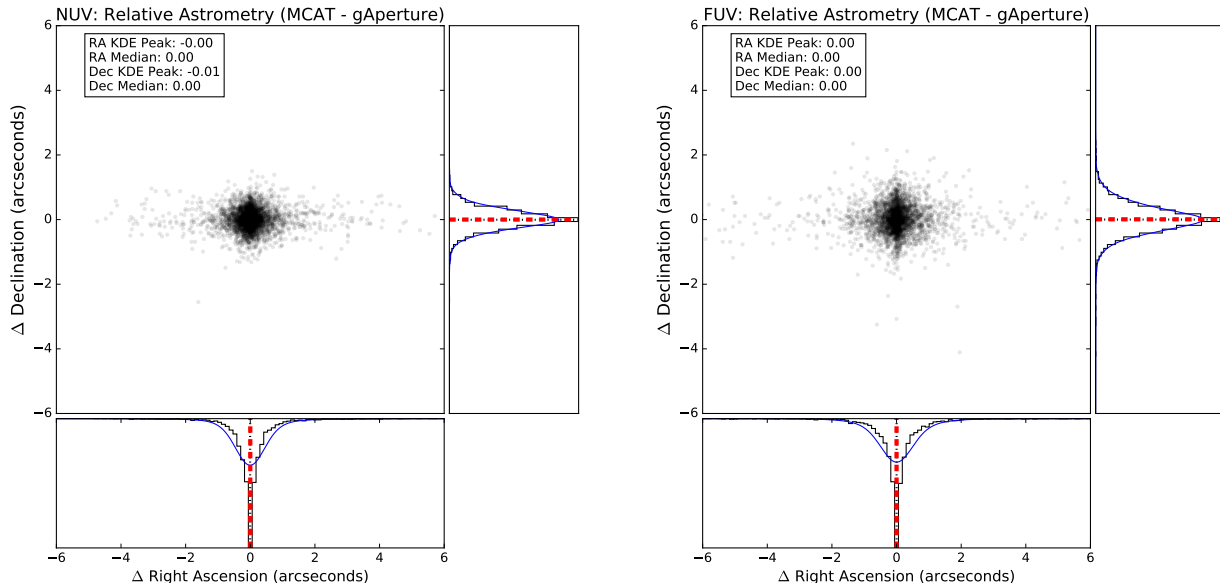 NUV: Relative Astrometry (MCAT - gAperture)
RA KDE Peak: -0.00
RA Median: 0.00
Dec KDE Peak: -0.01
Dec Median: 0.00
6
4
2
0
−2
−4
−6
Δ Declination (arcseconds)
−6
−4
−2
0
2
4
6
Δ Right Ascension (arcseconds)
FUV: Relative Astrometry (MCAT - gAperture)
RA KDE Peak: 0.00
RA Median: 0.00
Dec KDE Peak: 0.00
Dec Median: 0.00
6
4
2
0
−2
−4
−6
Δ Declination (arcseconds)
−6
−4
−2
0
2
4
6
Δ Right Ascension (arcseconds)